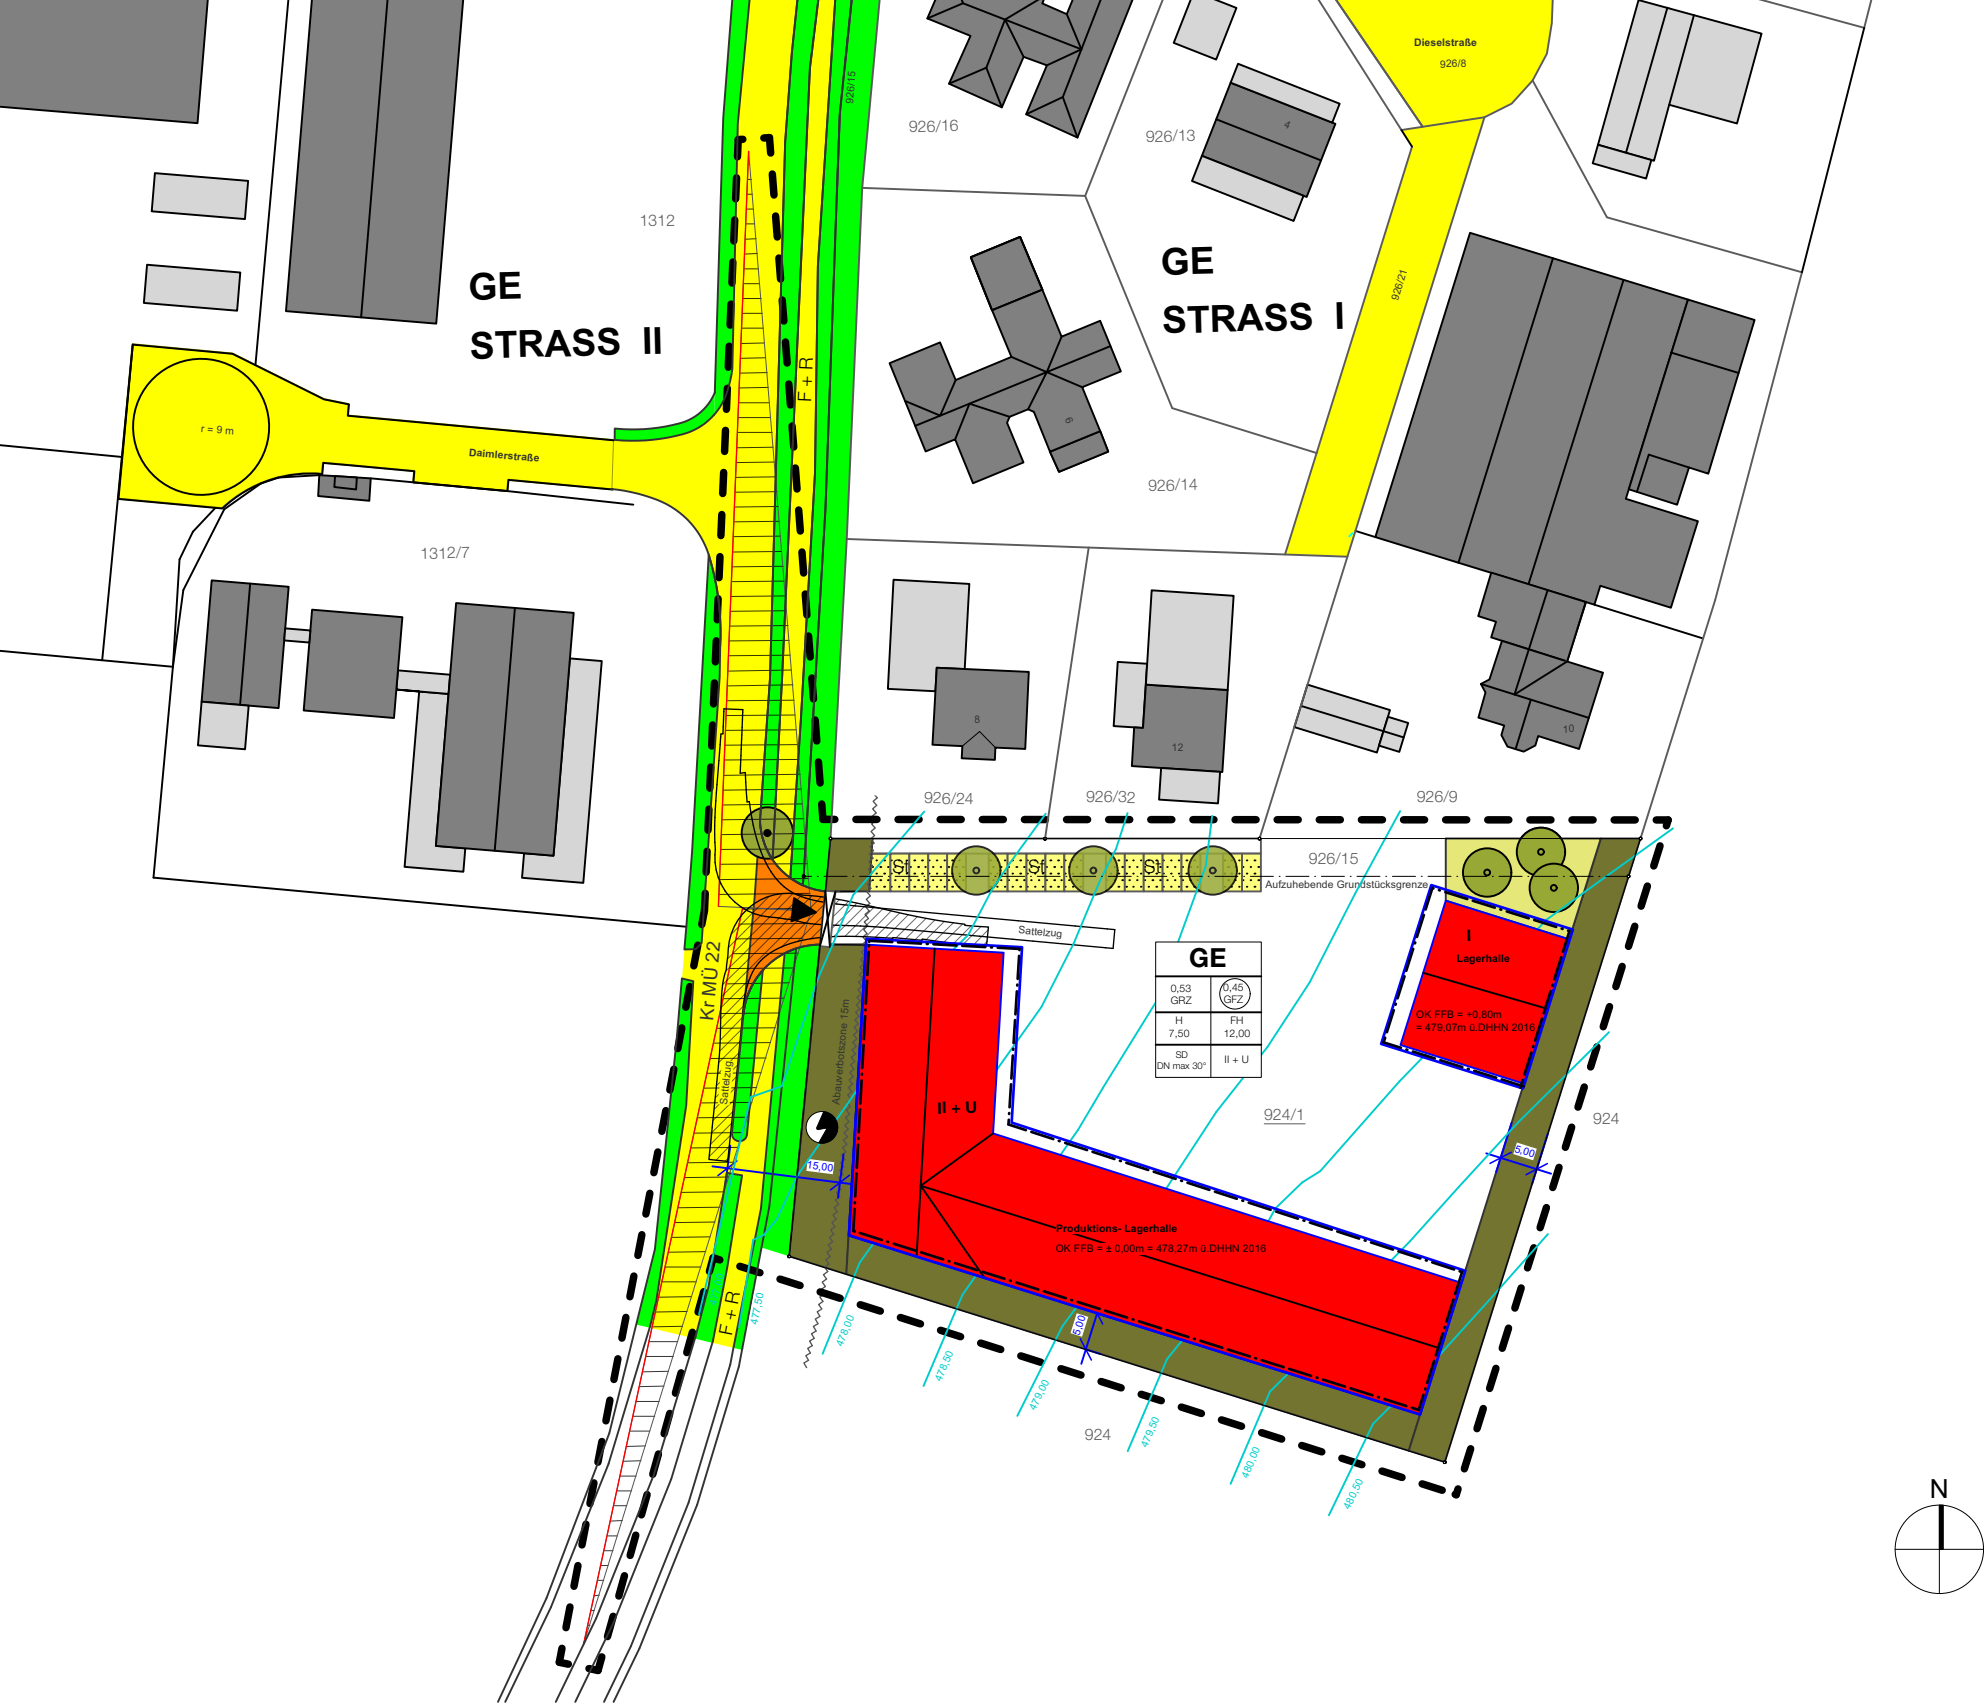 Dieselstraße
926/8
926/15
926/16
926/13
4
1312
GE
STRASS II
GE
STRASS I
926/21
F + R
r = 9 m
Daimlerstraße
6
926/14
1312/7
8
12
10
926/24
926/32
926/9
St
St
St
926/15
Aufzuhebende Grundstücksgrenze
Sattelzug
Kr MÜ 22
GE
0,53
GRZ
0,45
GFZ
H
7,50
FH
12,00
SD
DN max 30°
II + U
I
Lagerhalle
OK FFB = +0,80m
= 479,07m ü.DHHN 2016
Abauverbotszone 15m
Sattelzug
II + U
924/1
924
15,00
5,00
Produktions- Lagerhalle
OK FFB = ± 0,00m = 478,27m ü.DHHN 2016
F + R
5,00
477,50
478,00
478,50
479,00
479,50
480,00
480,50
924
N